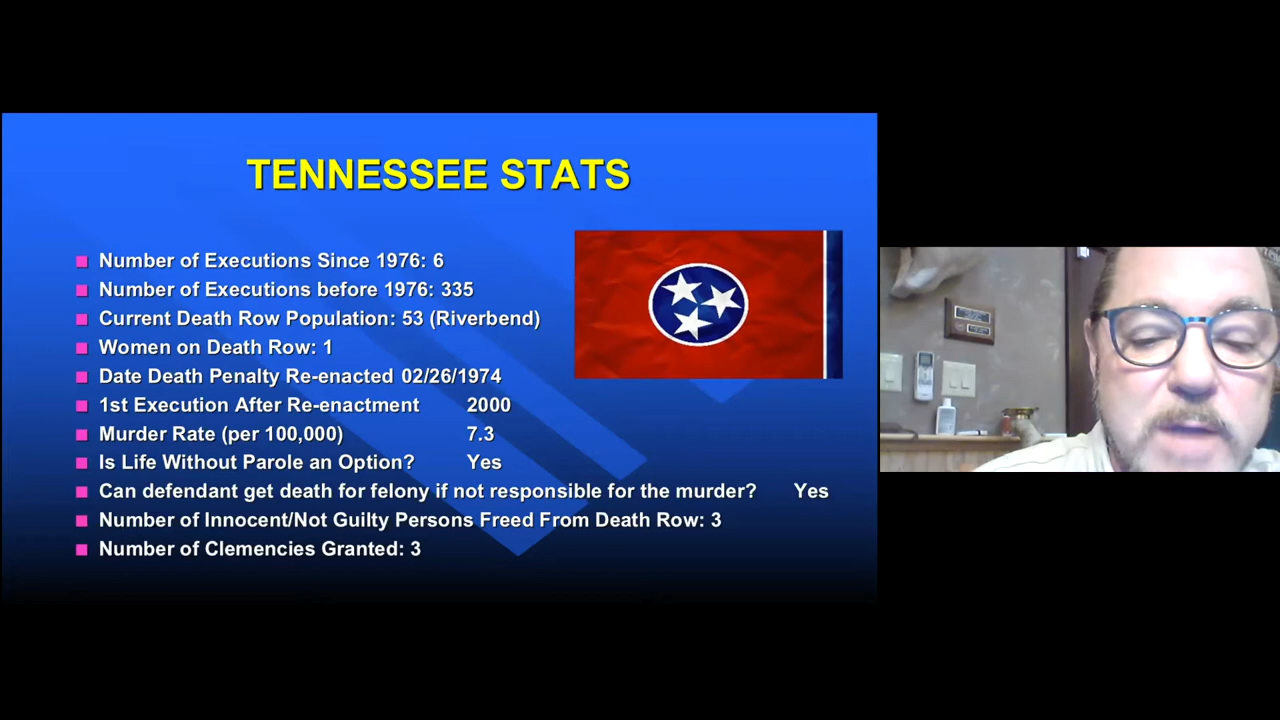 TENNESSEE STATS
Number of Executions Since 1976: 6
Number of Executions before 1976: 335
Current Death Row Population: 53 (Riverbend)
Women on Death Row: 1
Date Death Penalty Re-enacted 02/26/1974
1st Execution After Re-enactment 2000
Murder Rate (per 100,000) 7.3
Is Life Without Parole an Option? Yes
Can defendant get death for felony if not responsible for the murder? Yes
Number of Innocent/Not Guilty Persons Freed From Death Row: 3
Number of Clemencies Granted: 3